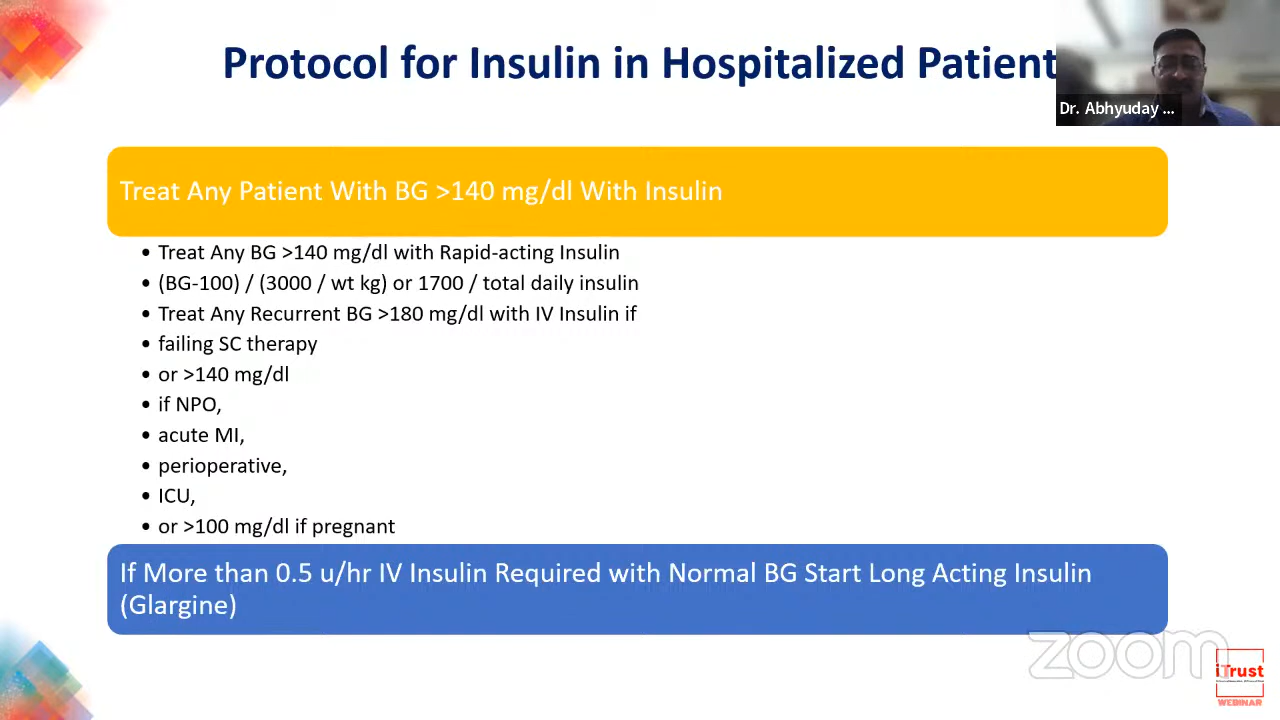 Protocol for Insulin in Hospitalized Patient
Dr. Abhyuday ...
Treat Any Patient With BG >140 mg/dl With Insulin
• Treat Any BG >140 mg/dl with Rapid-acting Insulin
• (BG-100) / (3000 / wt kg) or 1700 / total daily insulin
• Treat Any Recurrent BG >180 mg/dl with IV Insulin if
• failing SC therapy
• or >140 mg/dl
• if NPO,
• acute MI,
• perioperative,
• ICU,
• or >100 mg/dl if pregnant
If More than 0.5 u/hr IV Insulin Required with Normal BG Start Long Acting Insulin
(Glargine)
zoom
iTrust
WEBINAR